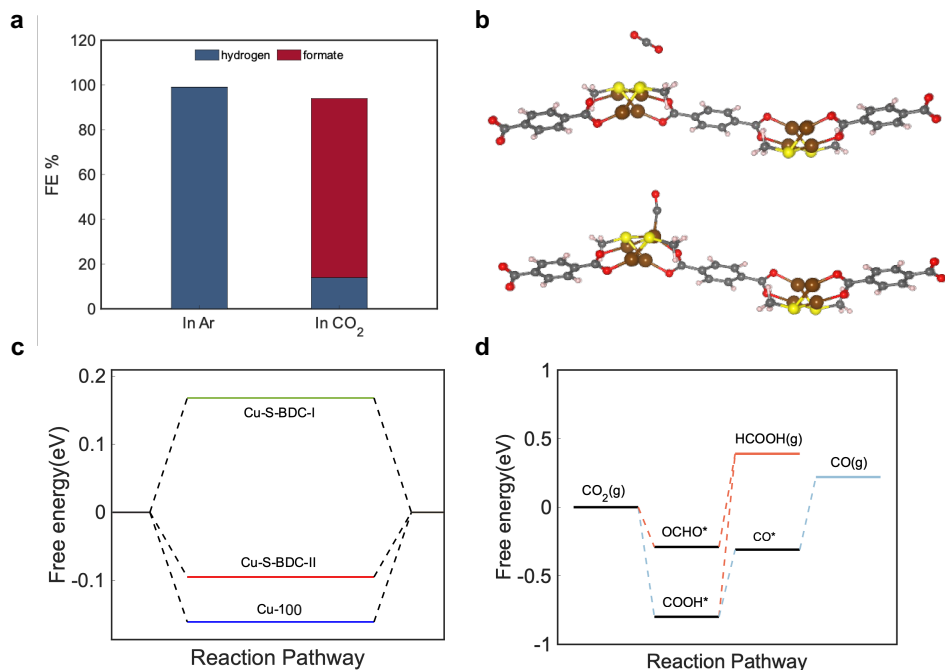 a
hydrogen formate
120
100
80
60
40
20
0
FE %
In Ar
In CO2
b
c
0.2
0.1
0
-0.1
Free energy(eV)
Cu-S-BDC-I
Cu-S-BDC-II
Cu-100
Reaction Pathway
d
1
0.5
0
-0.5
-1
Free energy(eV)
CO2(g)
OCHO*
COOH*
HCOOH(g)
CO*
CO(g)
Reaction Pathway